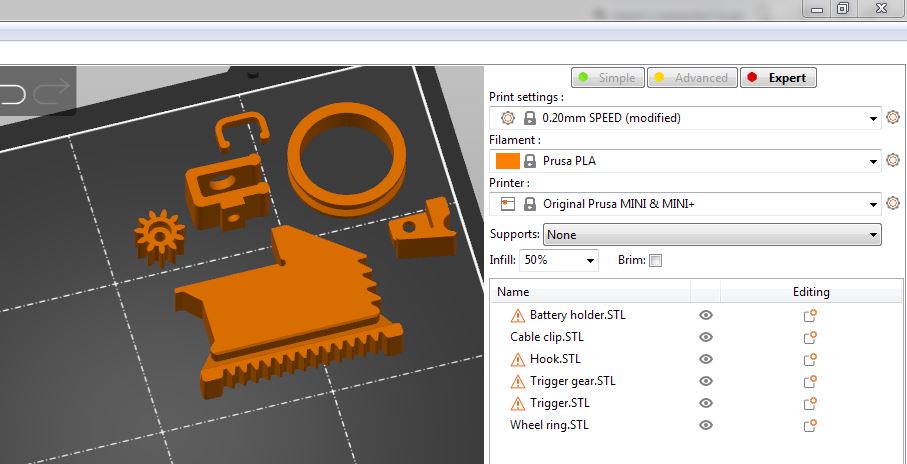 Simple Advanced Expert
Print settings :
0.20mm SPEED (modified)
Filament :
Prusa PLA
Printer :
Original Prusa MINI & MINI+
Supports: None
Infill: 50% Brim:
Name Editing
Battery holder.STL
Cable clip.STL
Hook.STL
Trigger gear.STL
Trigger.STL
Wheel ring.STL